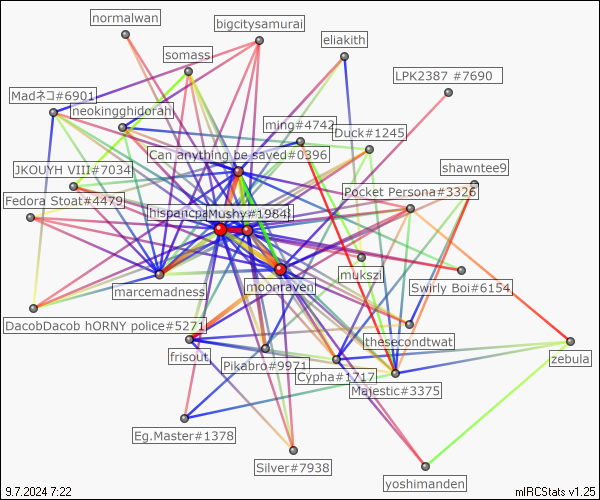 normalwan
bigcitysamurai
eliakith
somass
LPK2387 #7690
Madネコ#6901
neokingghidorah
ming#4742
Duck#1245
Can anything be saved#0396
shawntee9
JKOUYH VIII#7034
Pocket Persona#3326
Fedora Stoat#4479
hispancpa
Mushy#1984
mukszi
moonraven
Swirly Boi#6154
marcemadness
DacobDacob hORNY police#5271
thesecondtwat
frisout
zebula
Pikabro#9971
Cypha#1717
Majestic#3375
Eg.Master#1378
Silver#7938
yoshimanden
9.7.2024 7:22
mIRCStats v1.25